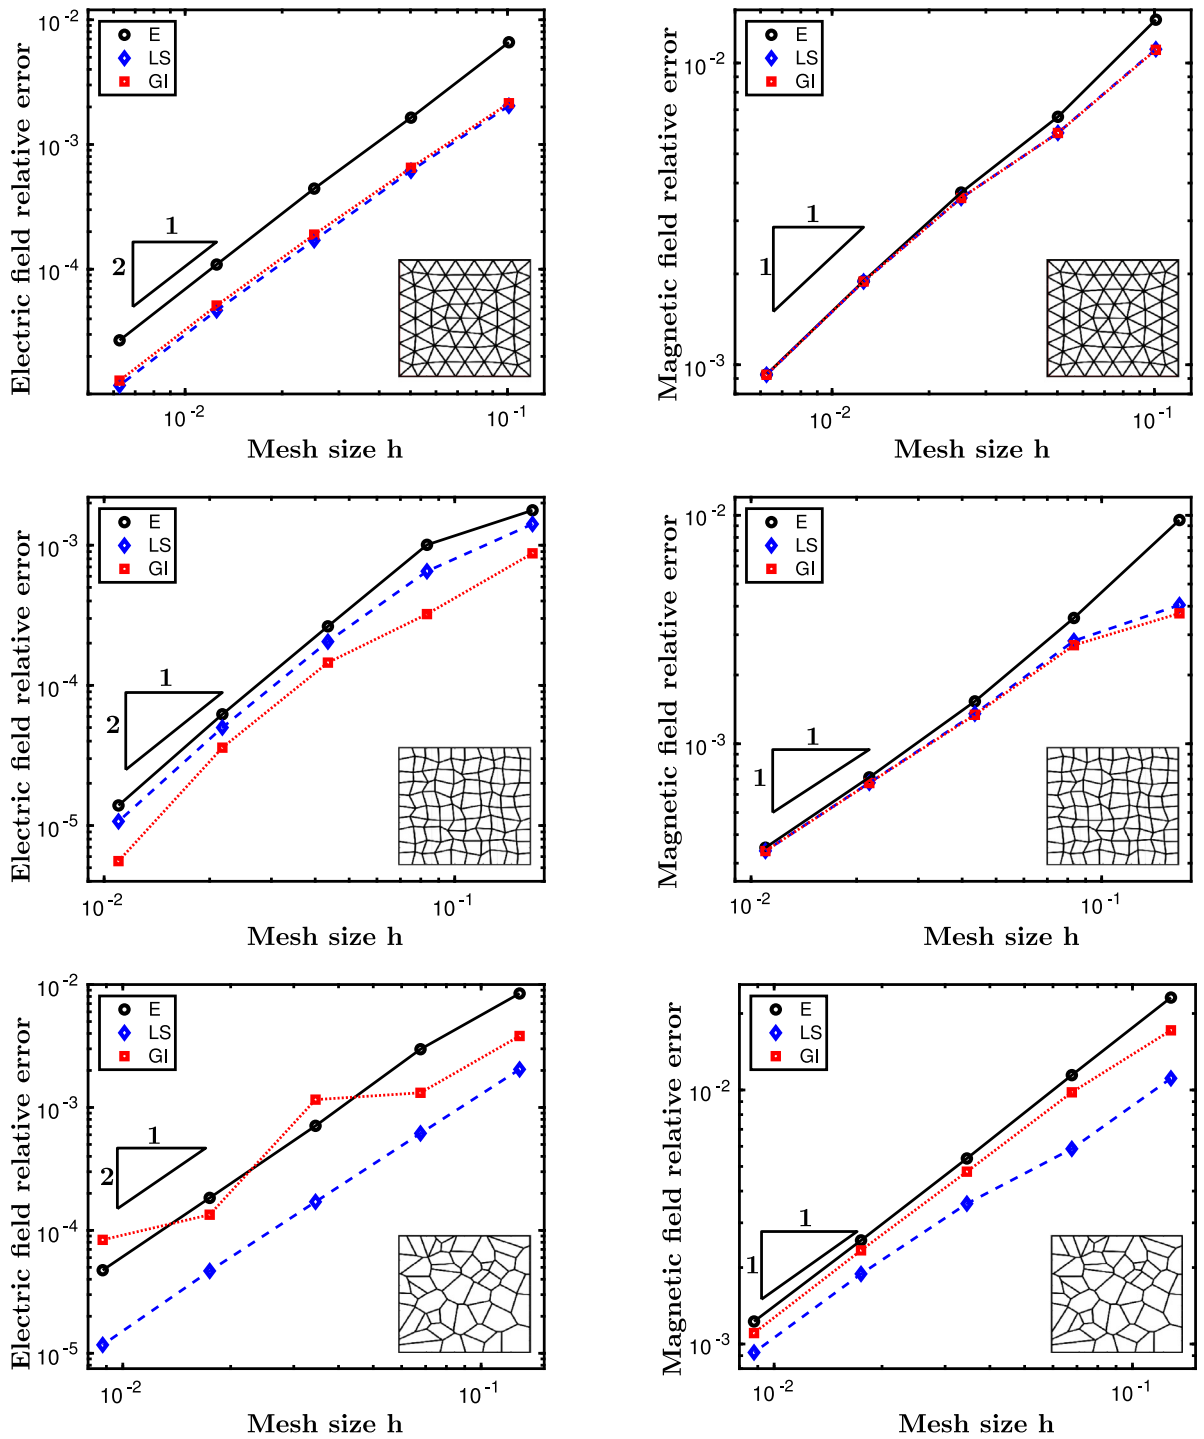 10^-2
10^-3
10^-4
Electric field relative error
E
LS
GI
1
2
10^-2
10^-1
Mesh size h
10^-2
10^-3
Magnetic field relative error
E
LS
GI
1
1
10^-2
10^-1
Mesh size h
10^-3
10^-4
10^-5
Electric field relative error
E
LS
GI
1
2
10^-2
10^-1
Mesh size h
10^-2
10^-3
Magnetic field relative error
E
LS
GI
1
1
10^-2
10^-1
Mesh size h
10^-2
10^-3
10^-4
10^-5
Electric field relative error
E
LS
GI
1
2
10^-2
10^-1
Mesh size h
10^-2
10^-3
Magnetic field relative error
E
LS
GI
1
1
10^-2
10^-1
Mesh size h